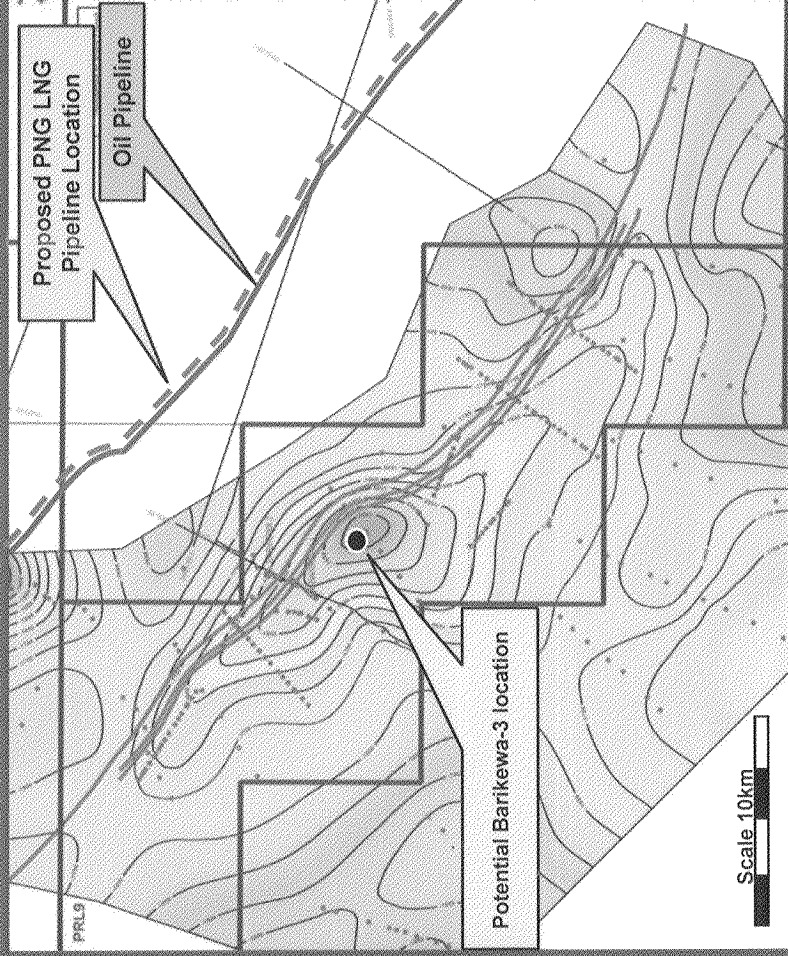 Proposed PNG LNG
Pipeline Location
Oil Pipeline
Potential Barikewa-3 location
Scale 10km
PRL9